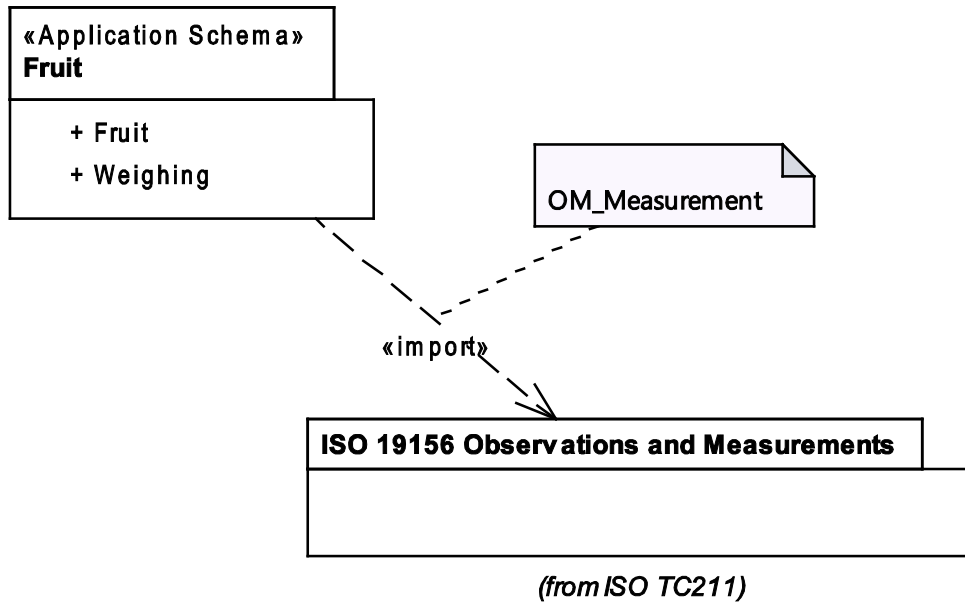 «Application Schema»
Fruit
+ Fruit
+ Weighing
OM_Measurement
«import»
ISO 19156 Observations and Measurements
(from ISO TC211)